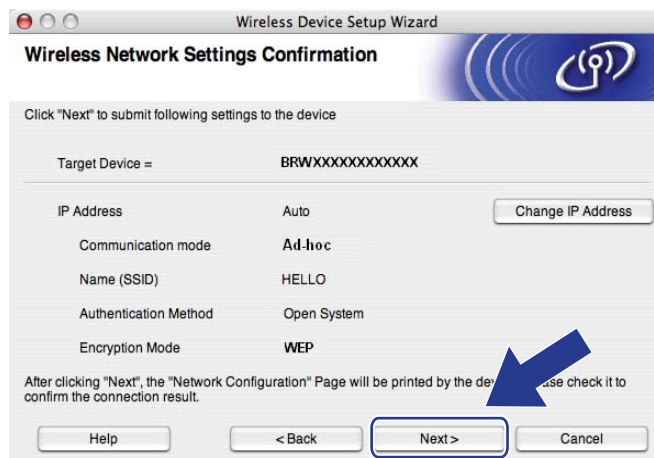 Wireless Device Setup Wizard
Wireless Network Settings Confirmation
Click "Next" to submit following settings to the device
Target Device = BRWXXXXXXXXXXXX
IP Address Auto Change IP Address
Communication mode Ad-hoc
Name (SSID) HELLO
Authentication Method Open System
Encryption Mode WEP
After clicking "Next", the "Network Configuration" Page will be printed by the check it to
confirm the connection result.
Help < Back Next > Cancel